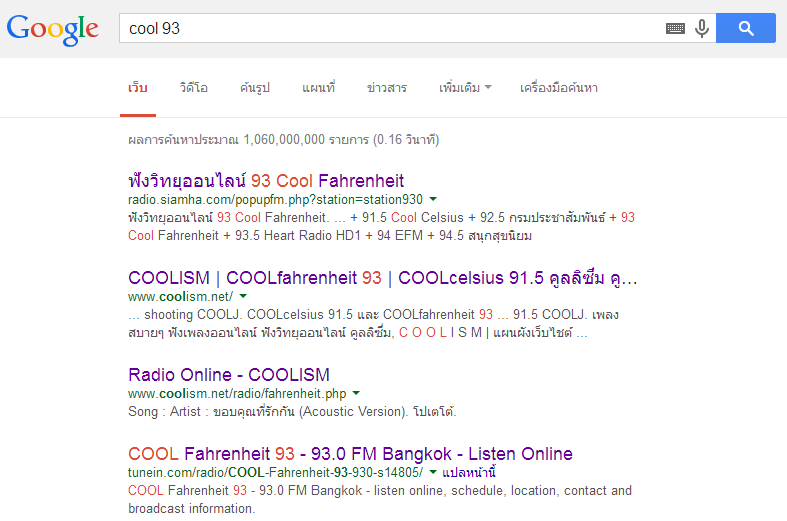 Google
cool 93
เว็บ วิดีโอ ค้นรูป แผนที่ ข่าวสาร เพิ่มเติม เครื่องมือค้นหา
ผลการค้นหาประมาณ 1,060,000,000 รายการ (0.16 วินาที)
ฟังวิทยุออนไลน์ 93 Cool Fahrenheit
radio.siamha.com/popupfm.php?station=station930
ฟังวิทยุออนไลน์ 93 Cool Fahrenheit. ... + 91.5 Cool Celsius + 92.5 กรมประชาสัมพันธ์ + 93
Cool Fahrenheit + 93.5 Heart Radio HD1 + 94 EFM + 94.5 สนุกสุขนิยม
COOLISM | COOLfahrenheit 93 | COOLcelsius 91.5 คูลลิซึ่ม คู...
www.coolism.net/
... shooting COOLJ. COOLcelsius 91.5 และ COOLfahrenheit 93 ... 91.5 COOLJ. เพลง
สบายๆ ฟังเพลงออนไลน์ ฟังวิทยุออนไลน์ คูลลิซึ่ม, C O O L I S M | แผนผังเว็บไซต์ ...
Radio Online - COOLISM
www.coolism.net/radio/fahrenheit.php
Song : Artist : ขอบคุณที่รักกัน (Acoustic Version). โปเตโต้.
COOL Fahrenheit 93 - 93.0 FM Bangkok - Listen Online
tunein.com/radio/COOL-Fahrenheit-93-930-s14805/ แปลหน้านี้
COOL Fahrenheit 93 - 93.0 FM Bangkok - listen online, schedule, location, contact and
broadcast information.